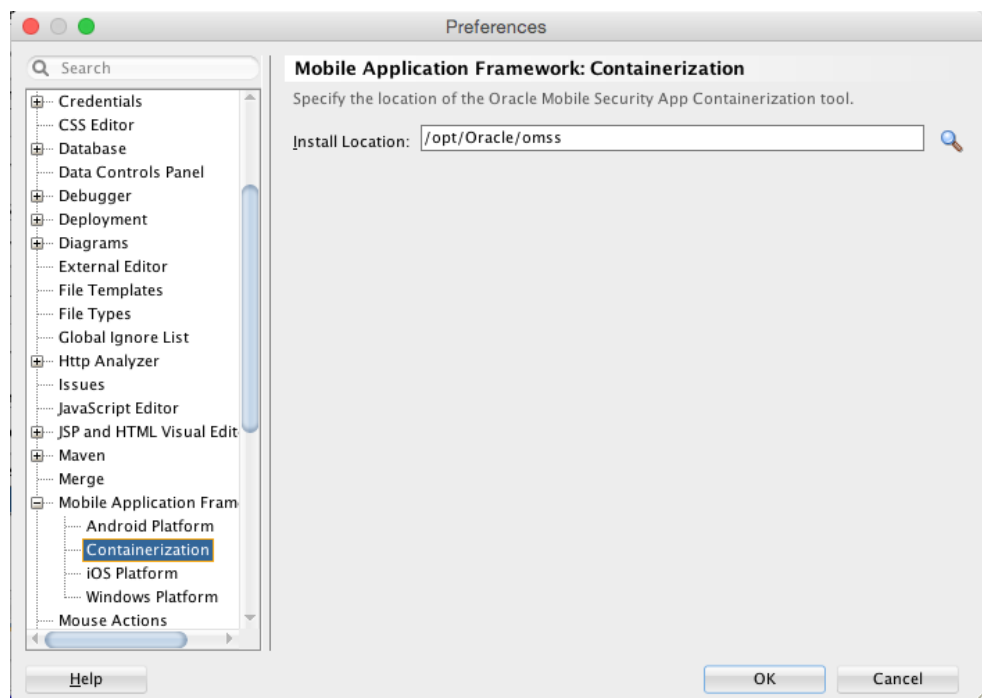 Preferences
Search
Credentials
CSS Editor
Database
Data Controls Panel
Debugger
Deployment
Diagrams
External Editor
File Templates
File Types
Global Ignore List
Http Analyzer
Issues
JavaScript Editor
JSP and HTML Visual Edit
Maven
Merge
Mobile Application Fram
Android Platform
Containerization
iOS Platform
Windows Platform
Mouse Actions
Mobile Application Framework: Containerization
Specify the location of the Oracle Mobile Security App Containerization tool.
Install Location: /opt/Oracle/omss
Help
OK
Cancel